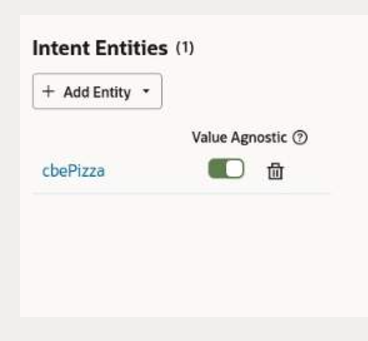 Intent Entities (1)
+ Add Entity
Value Agnostic ?
cbePizza